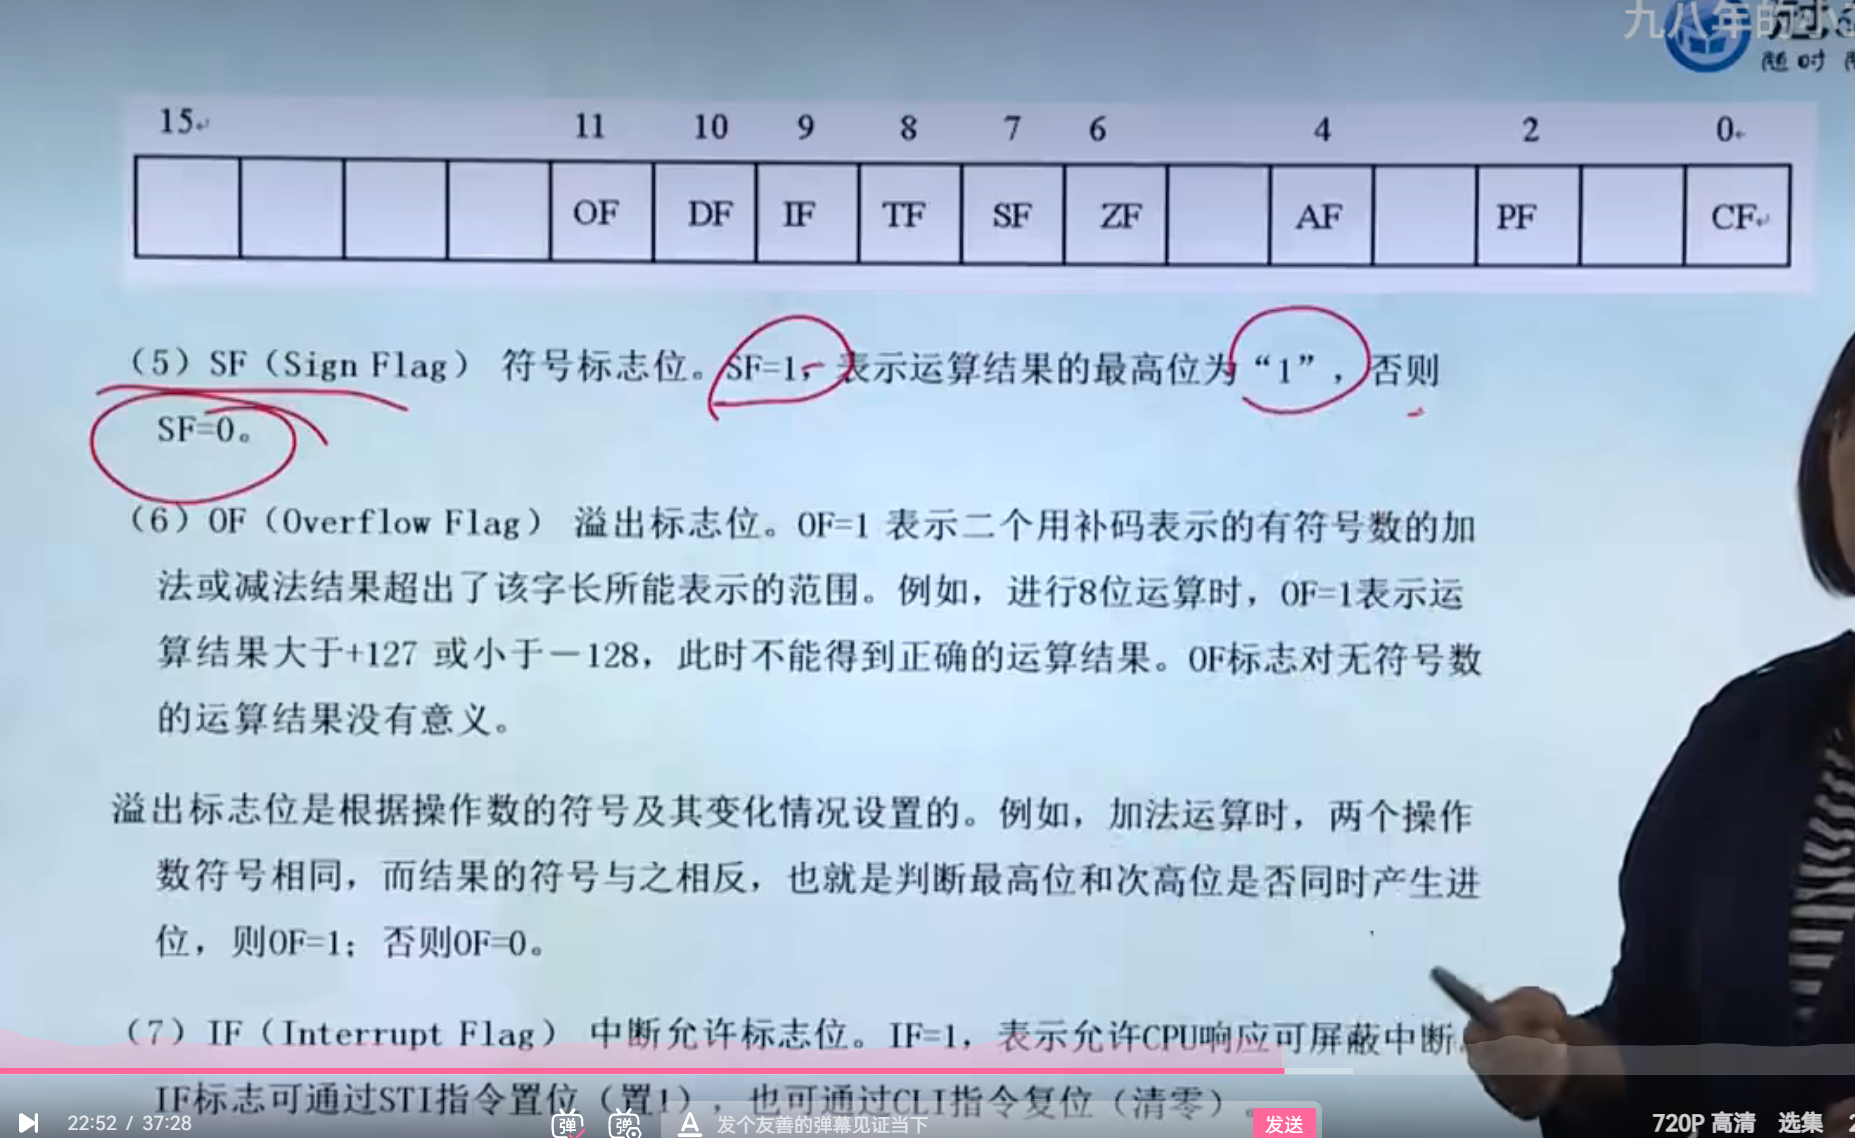 九八年的小
随时
15 11 10 9 8 7 6 4 2 0
OF DF IF TF SF ZF AF PF CF
（5）SF（Sign Flag） 符号标志位。SF=1，表示运算结果的最高位为“1”，否则
SF=0。
（6）OF（Overflow Flag） 溢出标志位。OF=1 表示二个用补码表示的有符号数的加
法或减法结果超出了该字长所能表示的范围。例如，进行8位运算时，OF=1表示运
算结果大于+127 或小于－128，此时不能得到正确的运算结果。OF标志对无符号数
的运算结果没有意义。
溢出标志位是根据操作数的符号及其变化情况设置的。例如，加法运算时，两个操作
数符号相同，而结果的符号与之相反，也就是判断最高位和次高位是否同时产生进
位，则OF=1；否则OF=0。
（7）IF（Interrupt Flag） 中断允许标志位。IF=1，表示允许CPU响应可屏蔽中断。
IF标志可通过STI指令置位（置1），也可通过CLI指令复位（清零）。
22:52 / 37:28 弹 弹 A 发个友善的弹幕见证当下 发送 720P 高清 选集 2